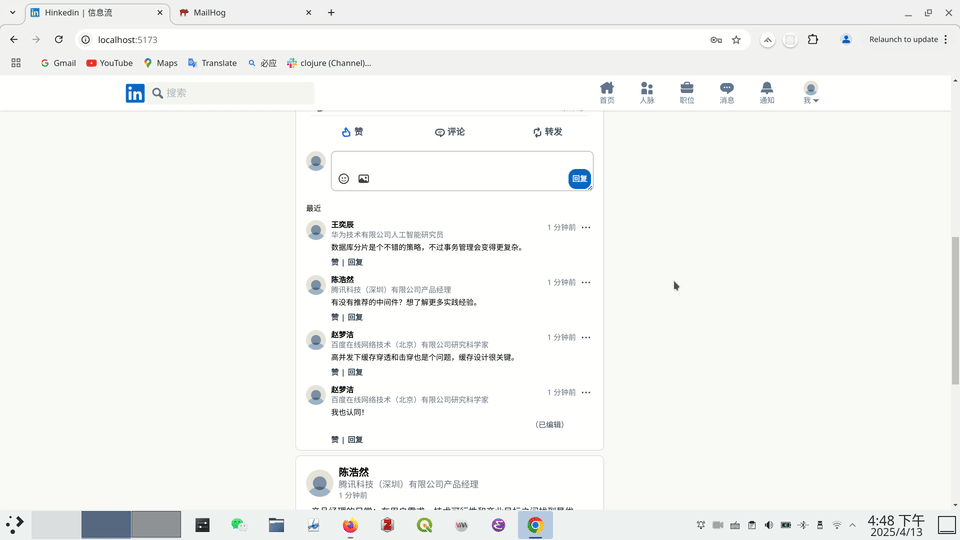 Hinkedin | 信息流
MailHog
localhost:5173
Relaunch to update
Gmail
YouTube
Maps
Translate
必应
clojure (Channel)...
in
搜索
首页
人脉
职位
消息
通知
我
赞
评论
转发
回复
最近
王奕辰
1 分钟前
华为技术有限公司人工智能研究员
数据库分片是个不错的策略，不过事务管理会变得更复杂。
赞 | 回复
陈浩然
1 分钟前
腾讯科技（深圳）有限公司产品经理
有没有推荐的中间件？想了解更多实践经验。
赞 | 回复
赵梦洁
1 分钟前
百度在线网络技术（北京）有限公司研究科学家
高并发下缓存穿透和击穿也是个问题，缓存设计很关键。
赞 | 回复
赵梦洁
1 分钟前
百度在线网络技术（北京）有限公司研究科学家
我也认同！
（已编辑）
赞 | 回复
陈浩然
腾讯科技（深圳）有限公司产品经理
1 分钟前
4:48 下午
2025/4/13